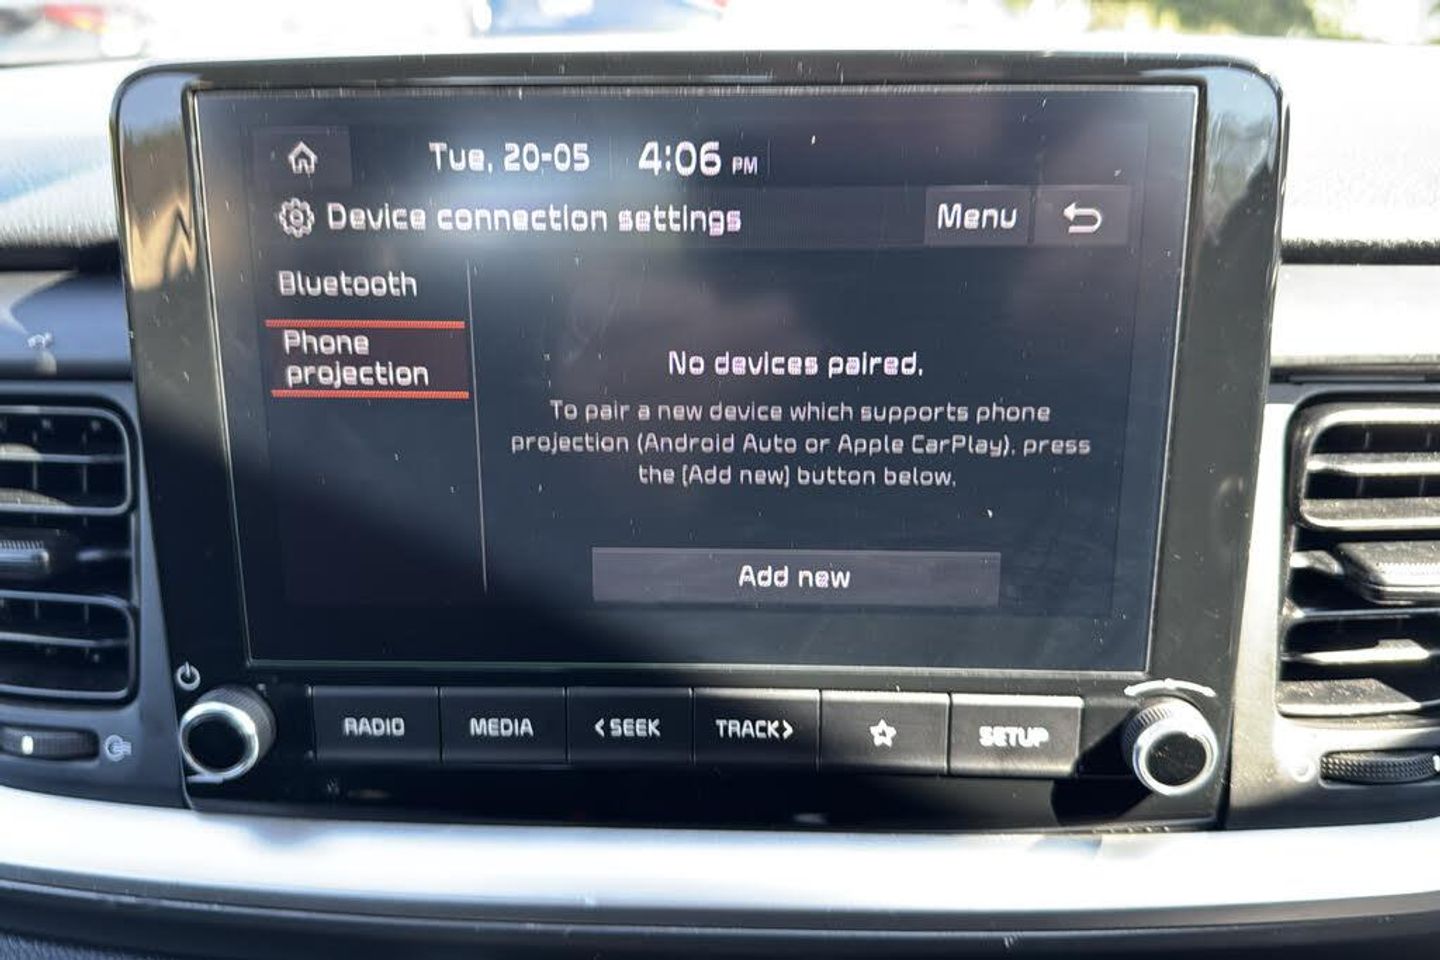 Tue, 20-05 4:06 PM
Device connection settings Menu
Bluetooth
Phone
projection
No devices paired.
To pair a new device which supports phone
projection (Android Auto or Apple CarPlay), press
the [Add new] button below.
Add new
RADIO MEDIA <SEEK TRACK> SETUP